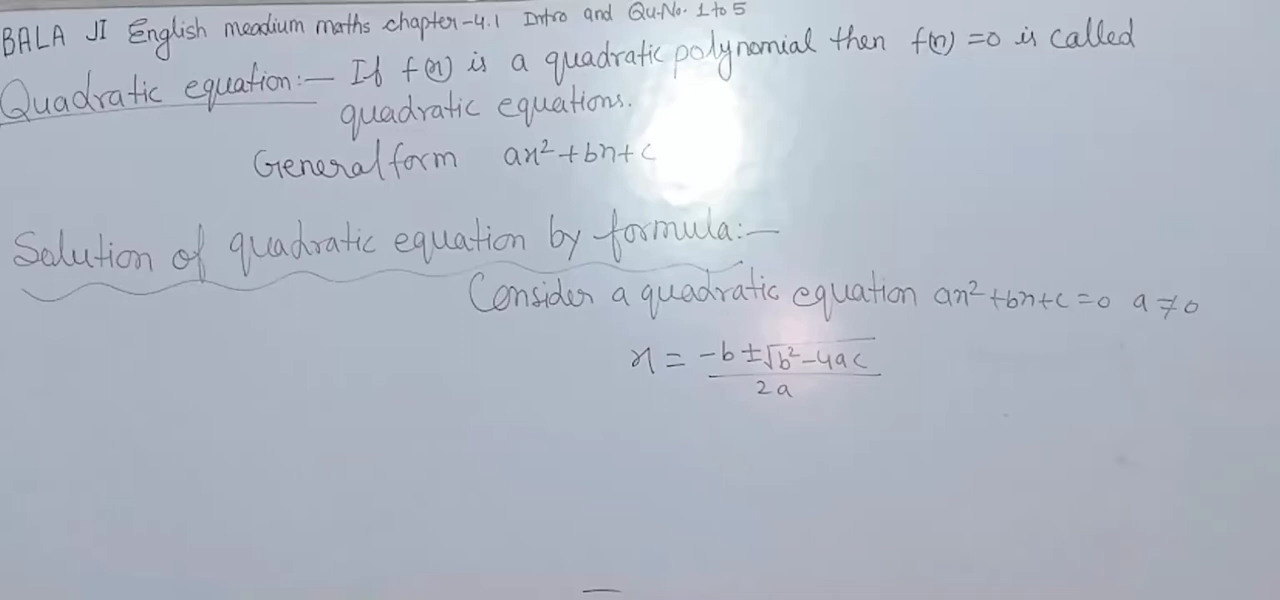 BALA JI English meadium maths chapter-4.1 Intro and Qu.No. 1 to 5
Quadratic equation:— If f(x) is a quadratic polynomial then f(x) =0 is called
quadratic equations.
General form ax²+bx+c
Solution of quadratic equation by formula:—
Consider a quadratic equation ax²+bx+c=0 a≠0
x = -b±√b²-4ac
2a